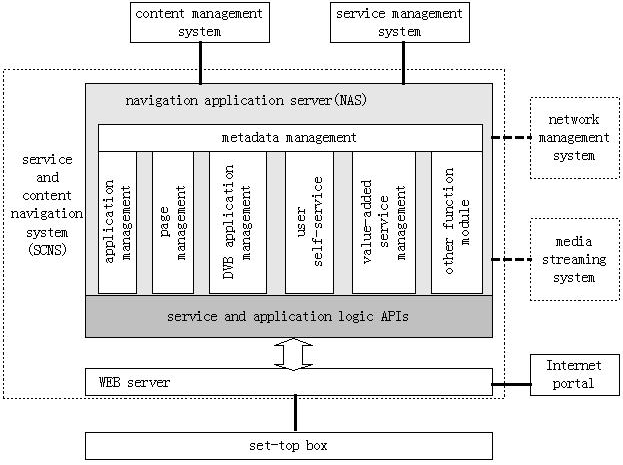 content management
system
service management
system
navigation application server(NAS)
metadata management
application
management
page
management
DVB application
management
user
self-service
value-added
service
management
other function
module
service and application logic APIs
service
and
content
navigation
system
(SCNS)
network
management
system
media
streaming
system
WEB server
Internet
portal
set-top box